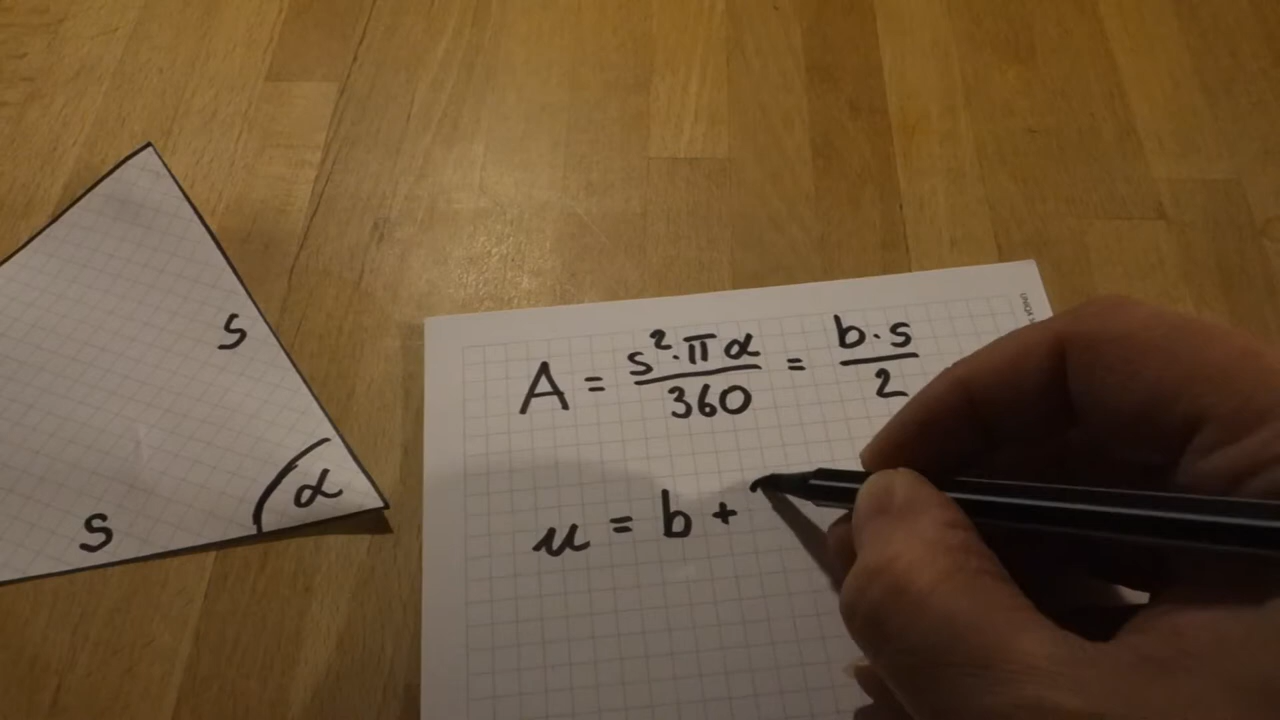 s
s
α
A = s²·π α / 360 = b·s / 2
u = b +